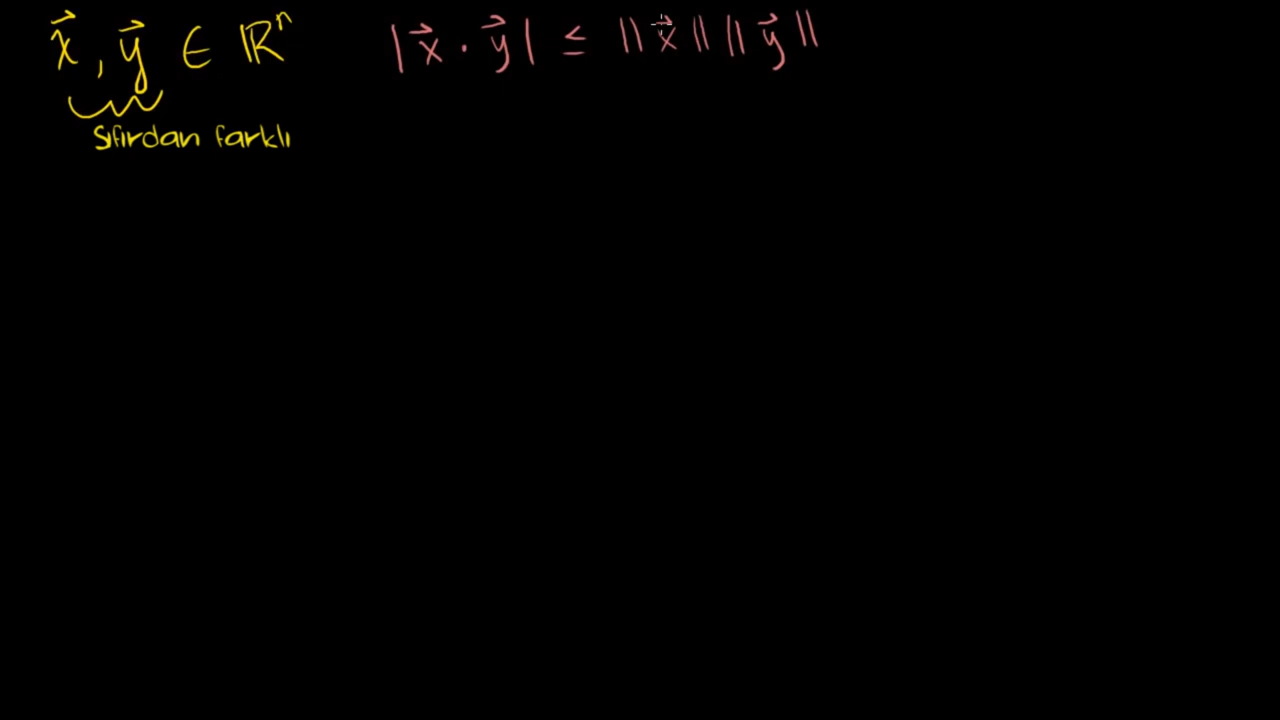 x⃗, y⃗ ∈ ℝⁿ |x⃗ · y⃗| ≤ ||x⃗|| ||y⃗||
Sıfırdan farklı